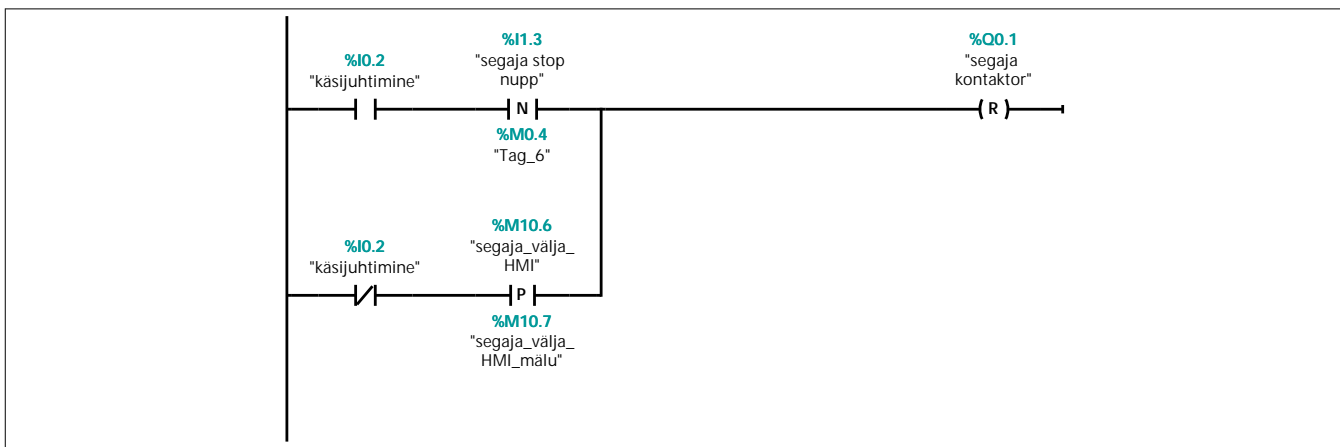 %I0.2
"käsijuhtimine"
%I1.3
"segaja stop
nupp"
N
%M0.4
"Tag_6"
%Q0.1
"segaja
kontaktor"
R
%I0.2
"käsijuhtimine"
%M10.6
"segaja_välja_
HMI"
P
%M10.7
"segaja_välja_
HMI_mälu"